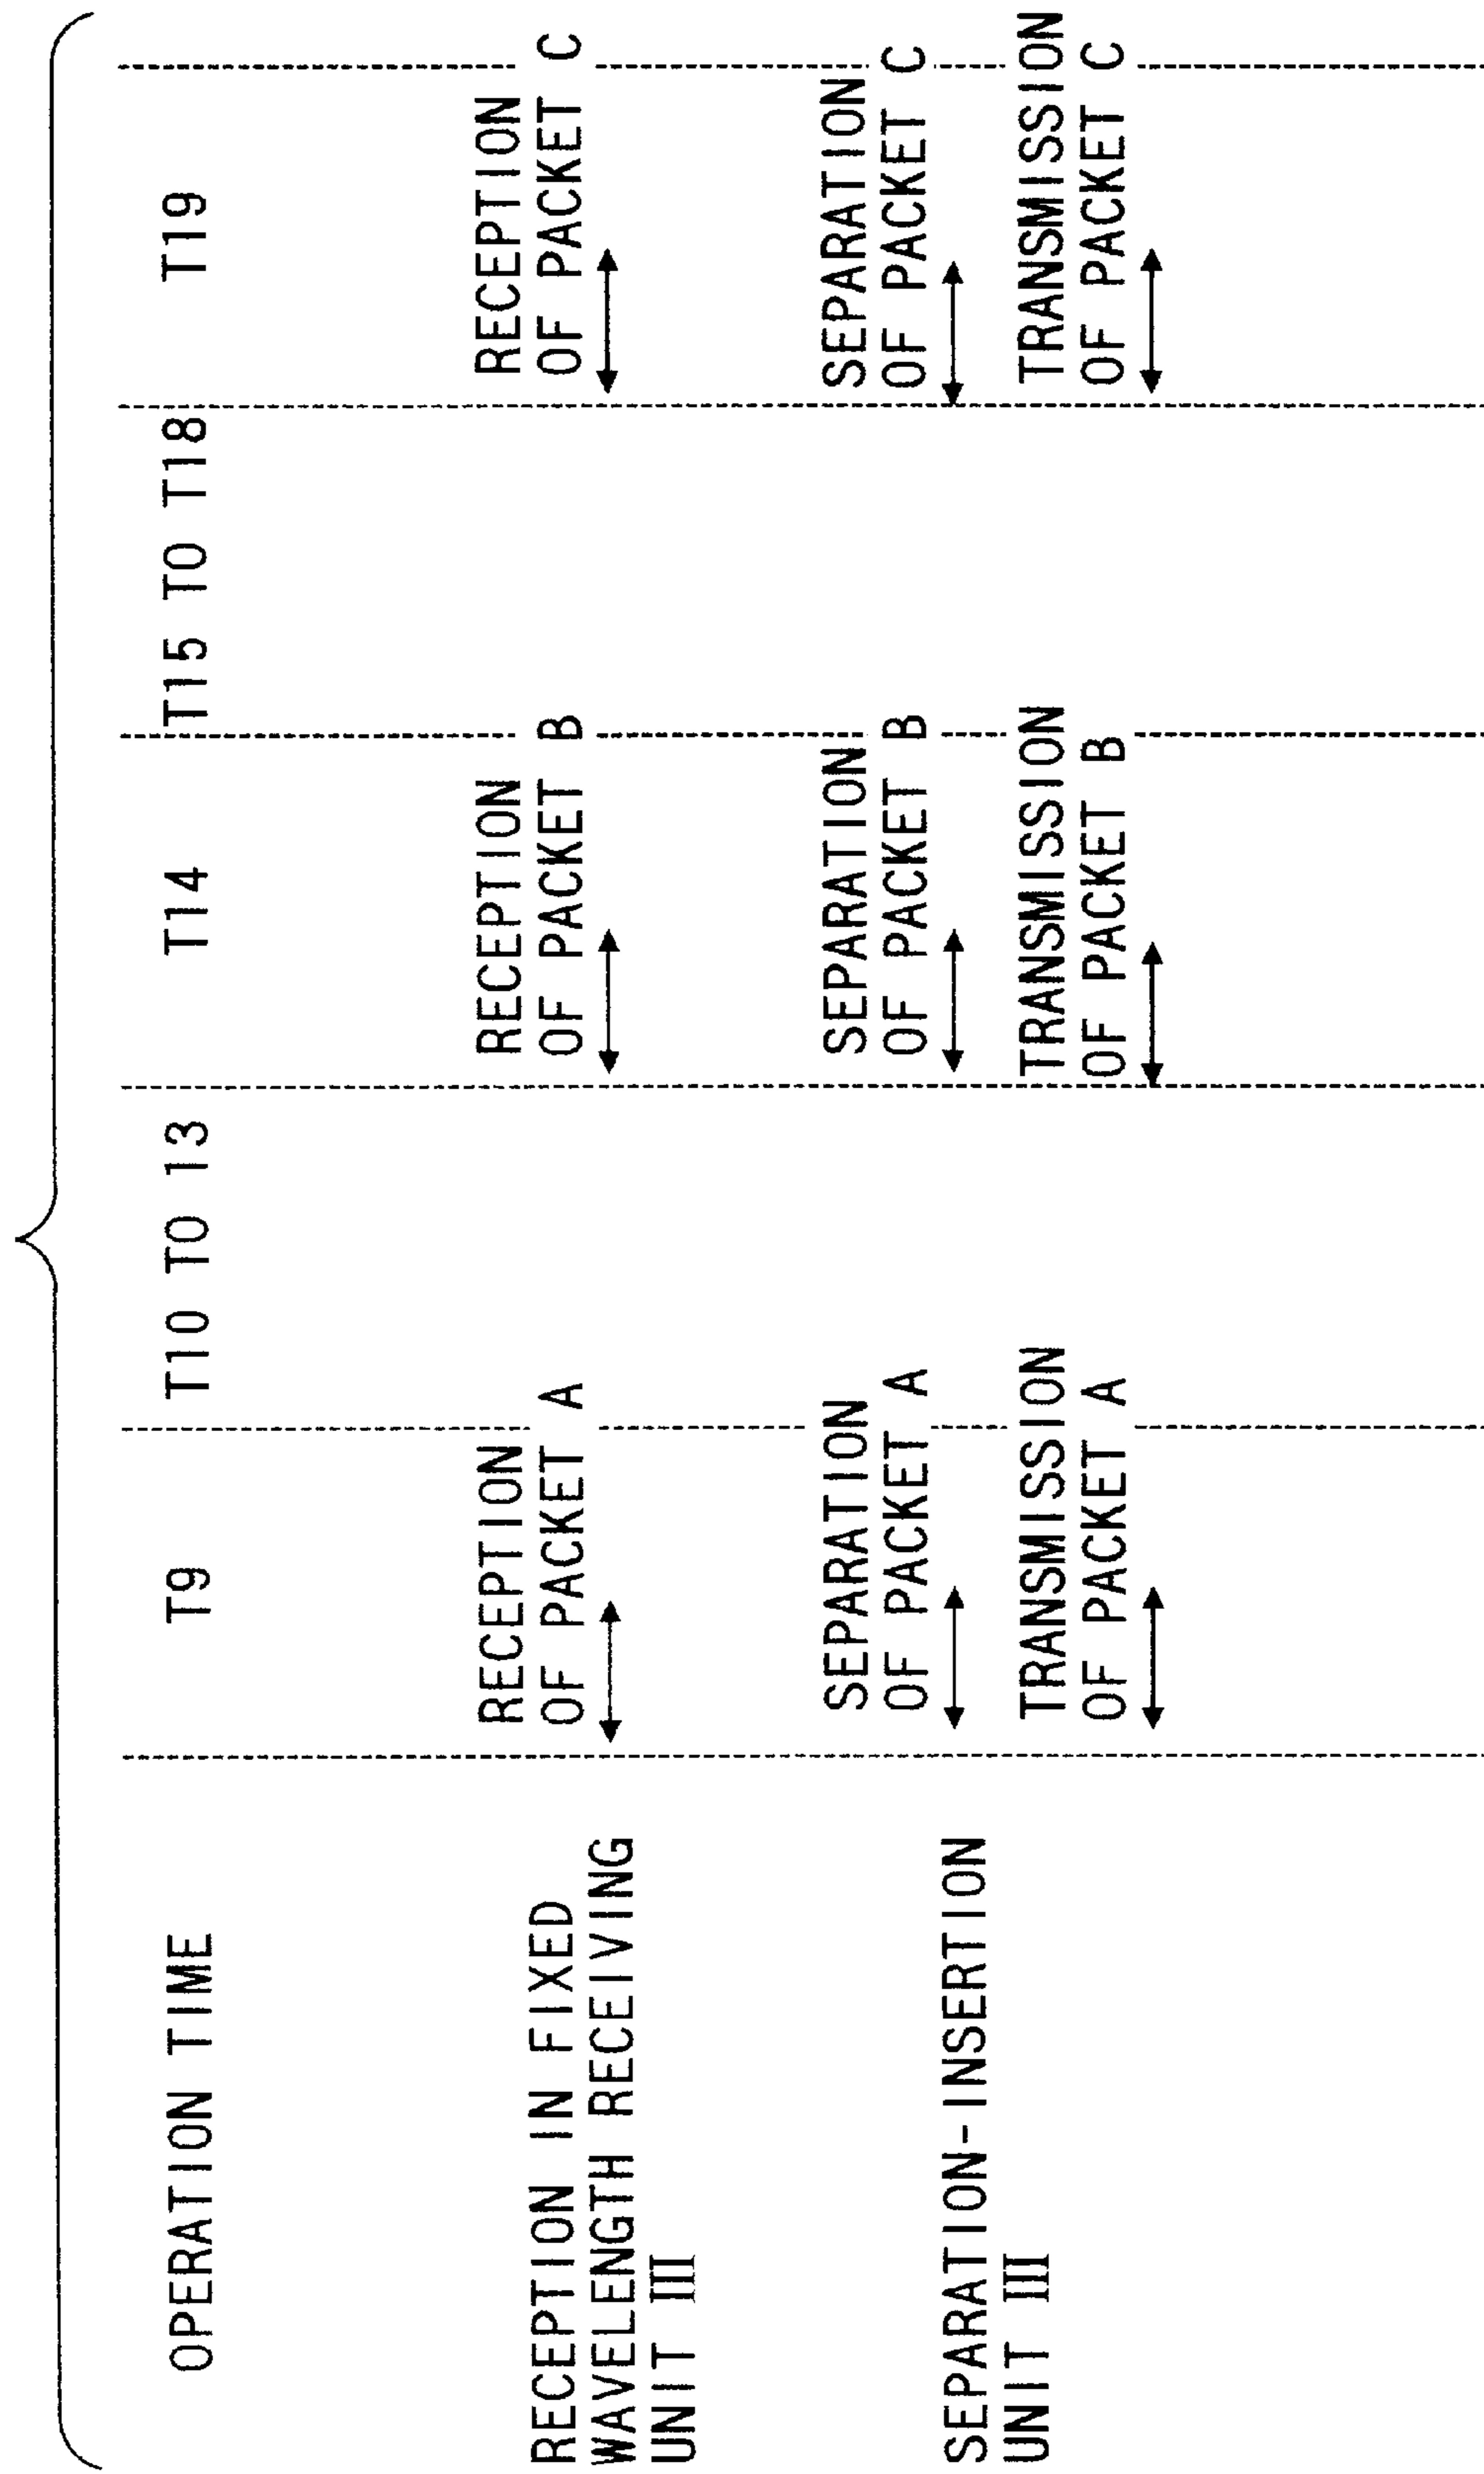 OPERATION TIME
T9
T10 TO 13
T14
T15 TO T18
T19
RECEPTION IN FIXED
WAVELENGTH RECEIVING
UNIT III
RECEPTION
OF PACKET A
RECEPTION
OF PACKET B
RECEPTION
OF PACKET C
SEPARATION-INSERTION
UNIT III
SEPARATION
OF PACKET A
SEPARATION
OF PACKET B
SEPARATION
OF PACKET C
TRANSMISSION
OF PACKET A
TRANSMISSION
OF PACKET B
TRANSMISSION
OF PACKET C